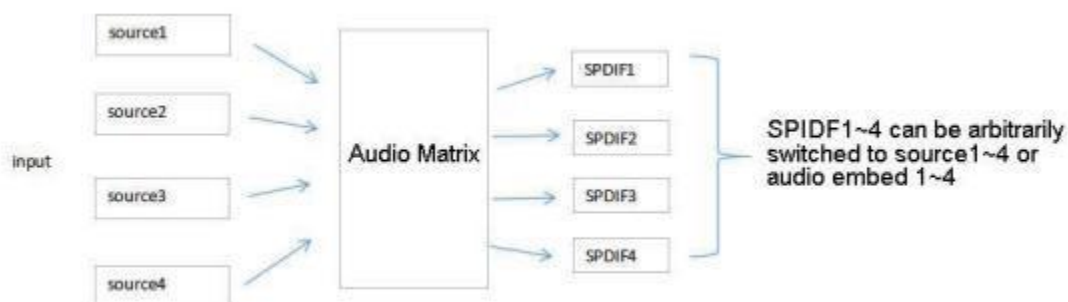 source1
source2
input
source3
source4
Audio Matrix
SPDIF1
SPDIF2
SPDIF3
SPDIF4
SPIDF1~4 can be arbitrarily
switched to source1~4 or
audio embed 1~4